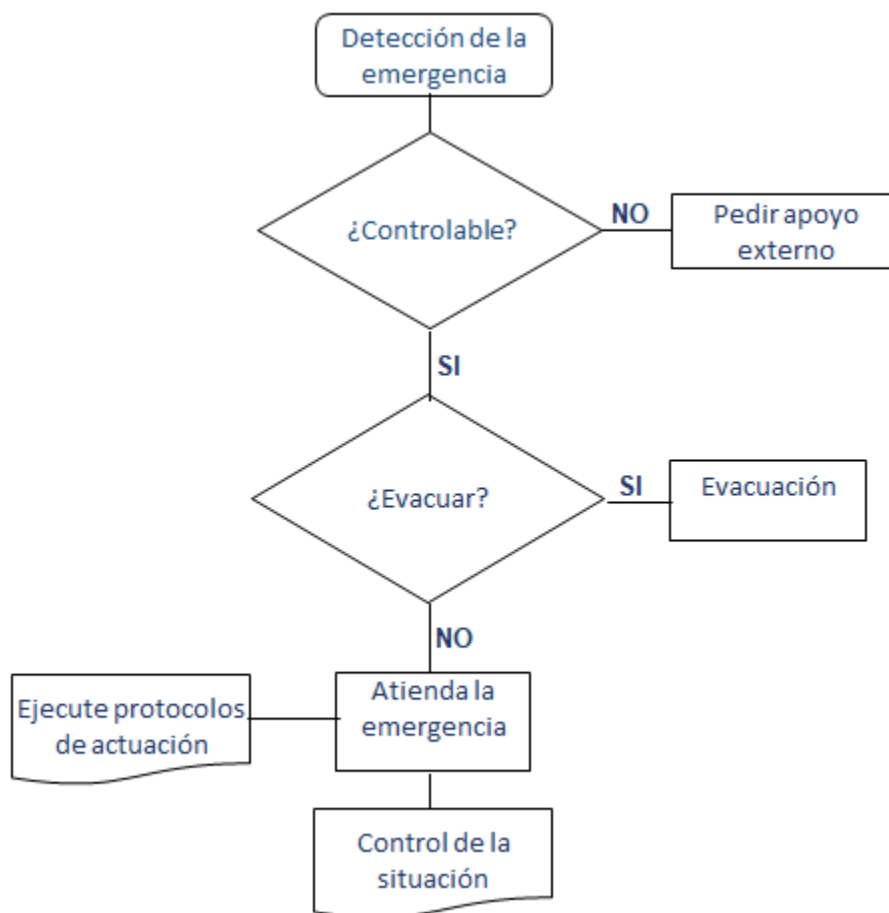 Detección de la
emergencia
¿Controlable?
NO
Pedir apoyo
externo
SI
¿Evacuar?
SI
Evacuación
NO
Ejecute protocolos
de actuación
Atienda la
emergencia
Control de la
situación